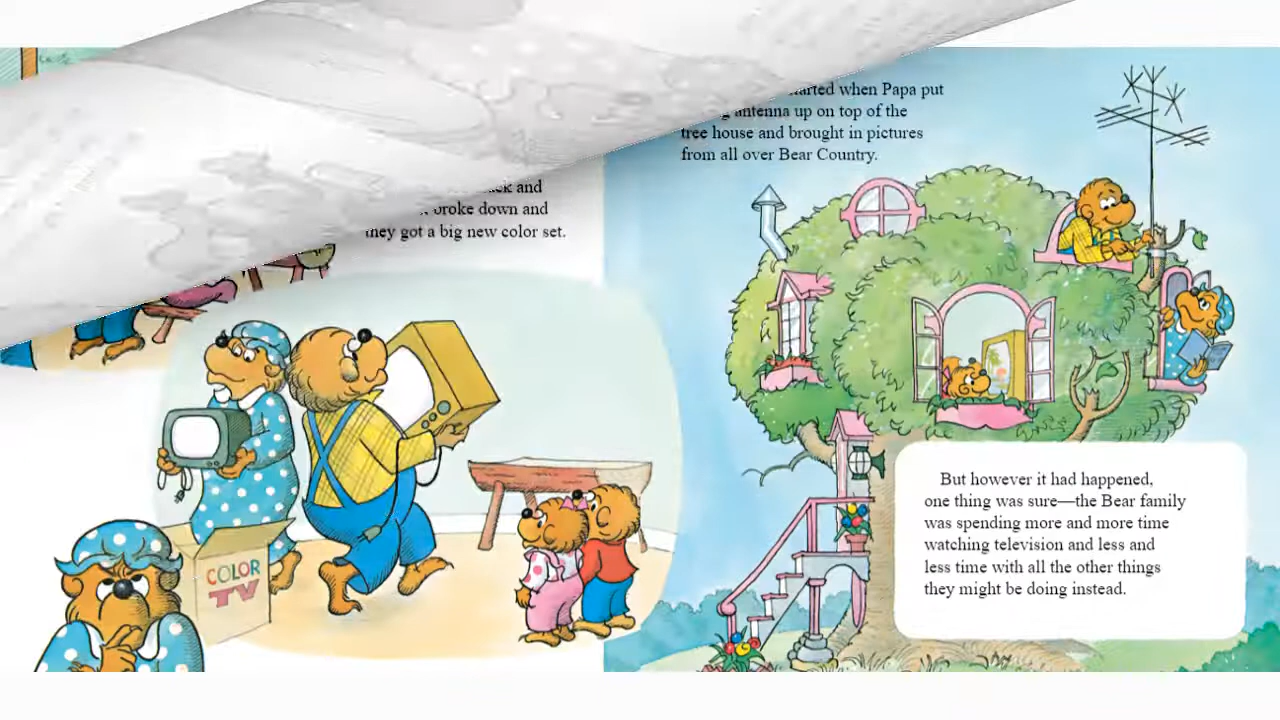 and
broke down and
they got a big new color set.
COLOR
TV
started when Papa put
antenna up on top of the
tree house and brought in pictures
from all over Bear Country.
But however it had happened,
one thing was sure—the Bear family
was spending more and more time
watching television and less and
less time with all the other things
they might be doing instead.